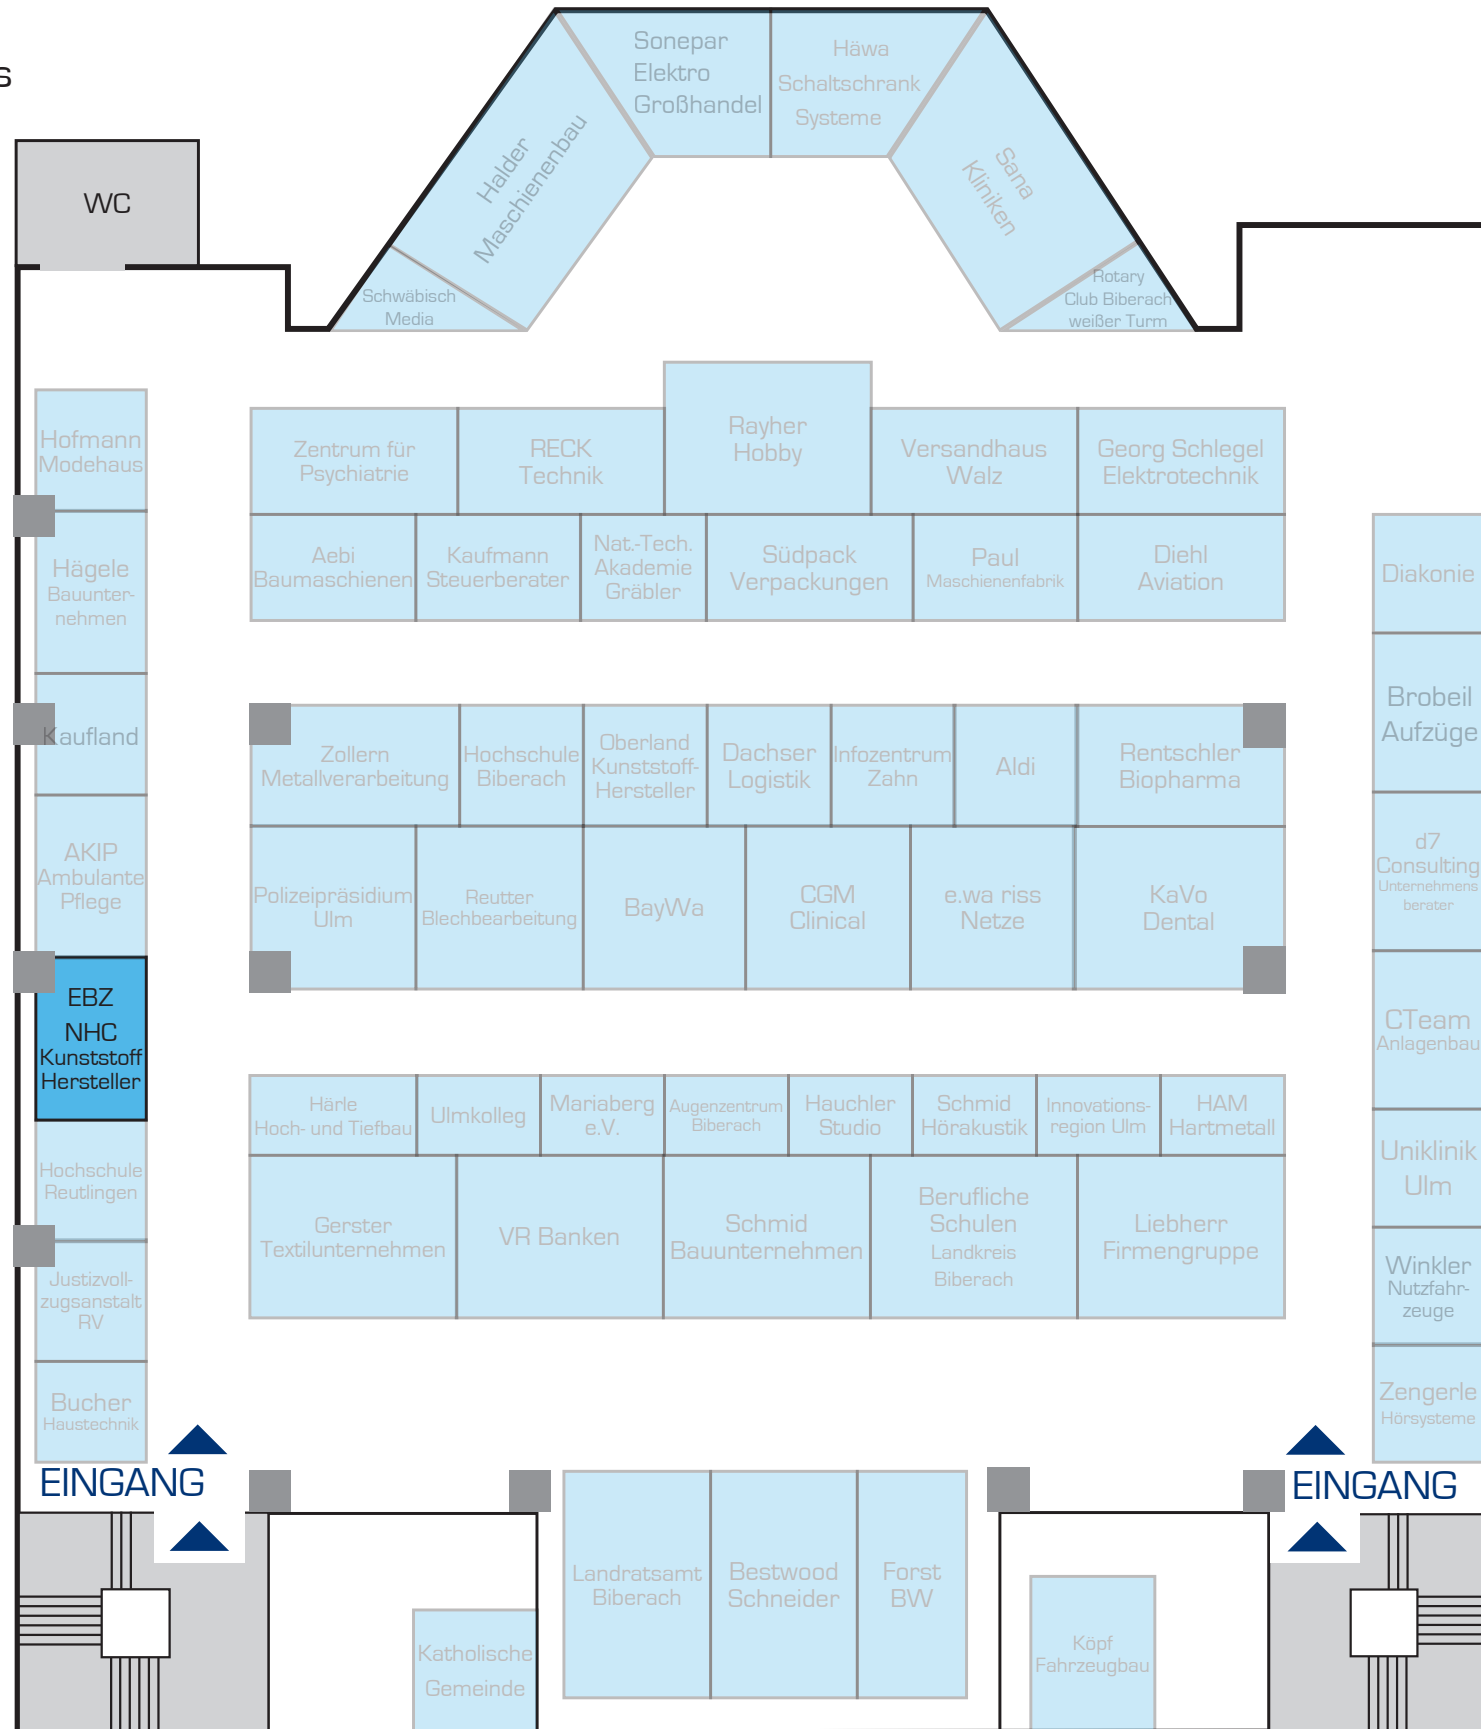 s
Sonepar
Elektro
Großhandel
Häwa
Schaltschrank
Systeme
Halder
Maschienenbau
Sana
Kliniken
WC
Schwäbisch
Media
Rotary
Club Biberach
weißer Turm
Hofmann
Modehaus
Hägele
Bauunter-
nehmen
Kaufland
AKIP
Ambulante
Pflege
EBZ
NHC
Kunststoff
Hersteller
Hochschule
Reutlingen
Justizvoll-
zugsanstalt
RV
Bucher
Haustechnik
Zentrum für
Psychiatrie
RECK
Technik
Rayher
Hobby
Versandhaus
Walz
Georg Schlegel
Elektrotechnik
Aebi
Baumaschienen
Kaufmann
Steuerberater
Nat.-Tech.
Akademie
Gräbler
Südpack
Verpackungen
Paul
Maschienenfabrik
Diehl
Aviation
Zollern
Metallverarbeitung
Hochschule
Biberach
Oberland
Kunststoff-
Hersteller
Dachser
Logistik
Infozentrum
Zahn
Aldi
Rentschler
Biopharma
Polizeipräsidium
Ulm
Reutter
Blechbearbeitung
BayWa
CGM
Clinical
e.wa riss
Netze
KaVo
Dental
Härle
Hoch- und Tiefbau
Ulmkolleg
Mariaberg
e.V.
Augenzentrum
Biberach
Hauchler
Studio
Schmid
Hörakustik
Innovations-
region Ulm
HAM
Hartmetall
Gerster
Textilunternehmen
VR Banken
Schmid
Bauunternehmen
Berufliche
Schulen
Landkreis
Biberach
Liebherr
Firmengruppe
Diakonie
Brobeil
Aufzüge
d7
Consulting
Unternehmens
berater
CTeam
Anlagenbau
Uniklinik
Ulm
Winkler
Nutzfahr-
zeuge
Zengerle
Hörsysteme
EINGANG
EINGANG
Landratsamt
Biberach
Bestwood
Schneider
Forst
BW
Katholische
Gemeinde
Köpf
Fahrzeugbau